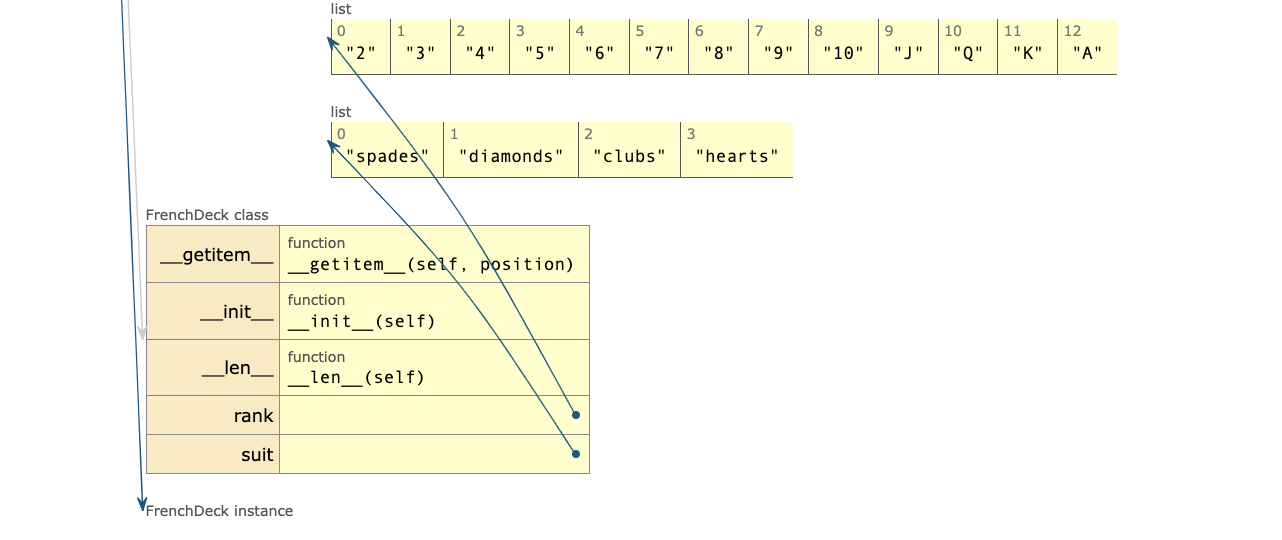 list
0 1 2 3 4 5 6 7 8 9 10 11 12
"2" "3" "4" "5" "6" "7" "8" "9" "10" "J" "Q" "K" "A"
list
0 1 2 3
"spades" "diamonds" "clubs" "hearts"
FrenchDeck class
function
__getitem__ __getitem__(self, position)
function
__init__ __init__(self)
function
__len__ __len__(self)
rank
suit
FrenchDeck instance